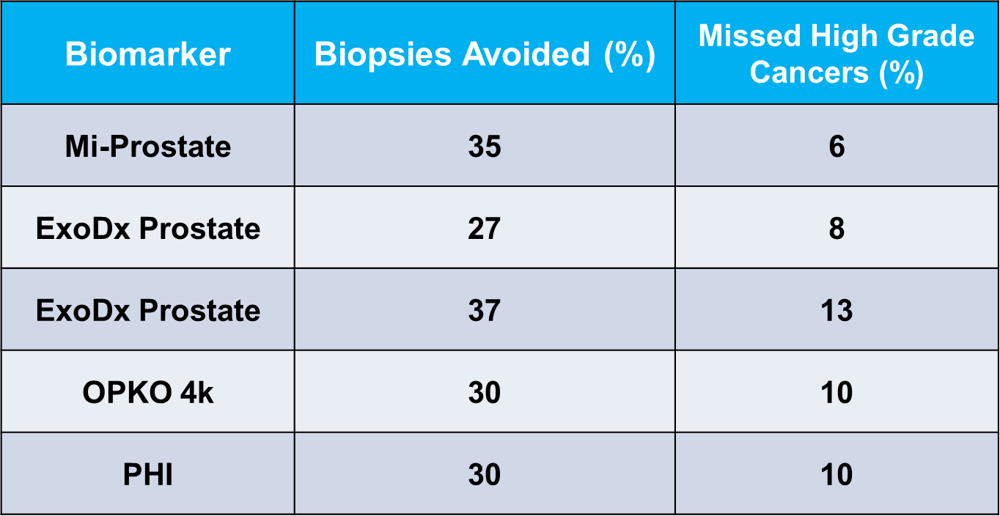 Biomarker Biopsies Avoided (%) Missed High Grade
Cancers (%)
Mi-Prostate 35 6
ExoDx Prostate 27 8
ExoDx Prostate 37 13
OPKO 4k 30 10
PHI 30 10